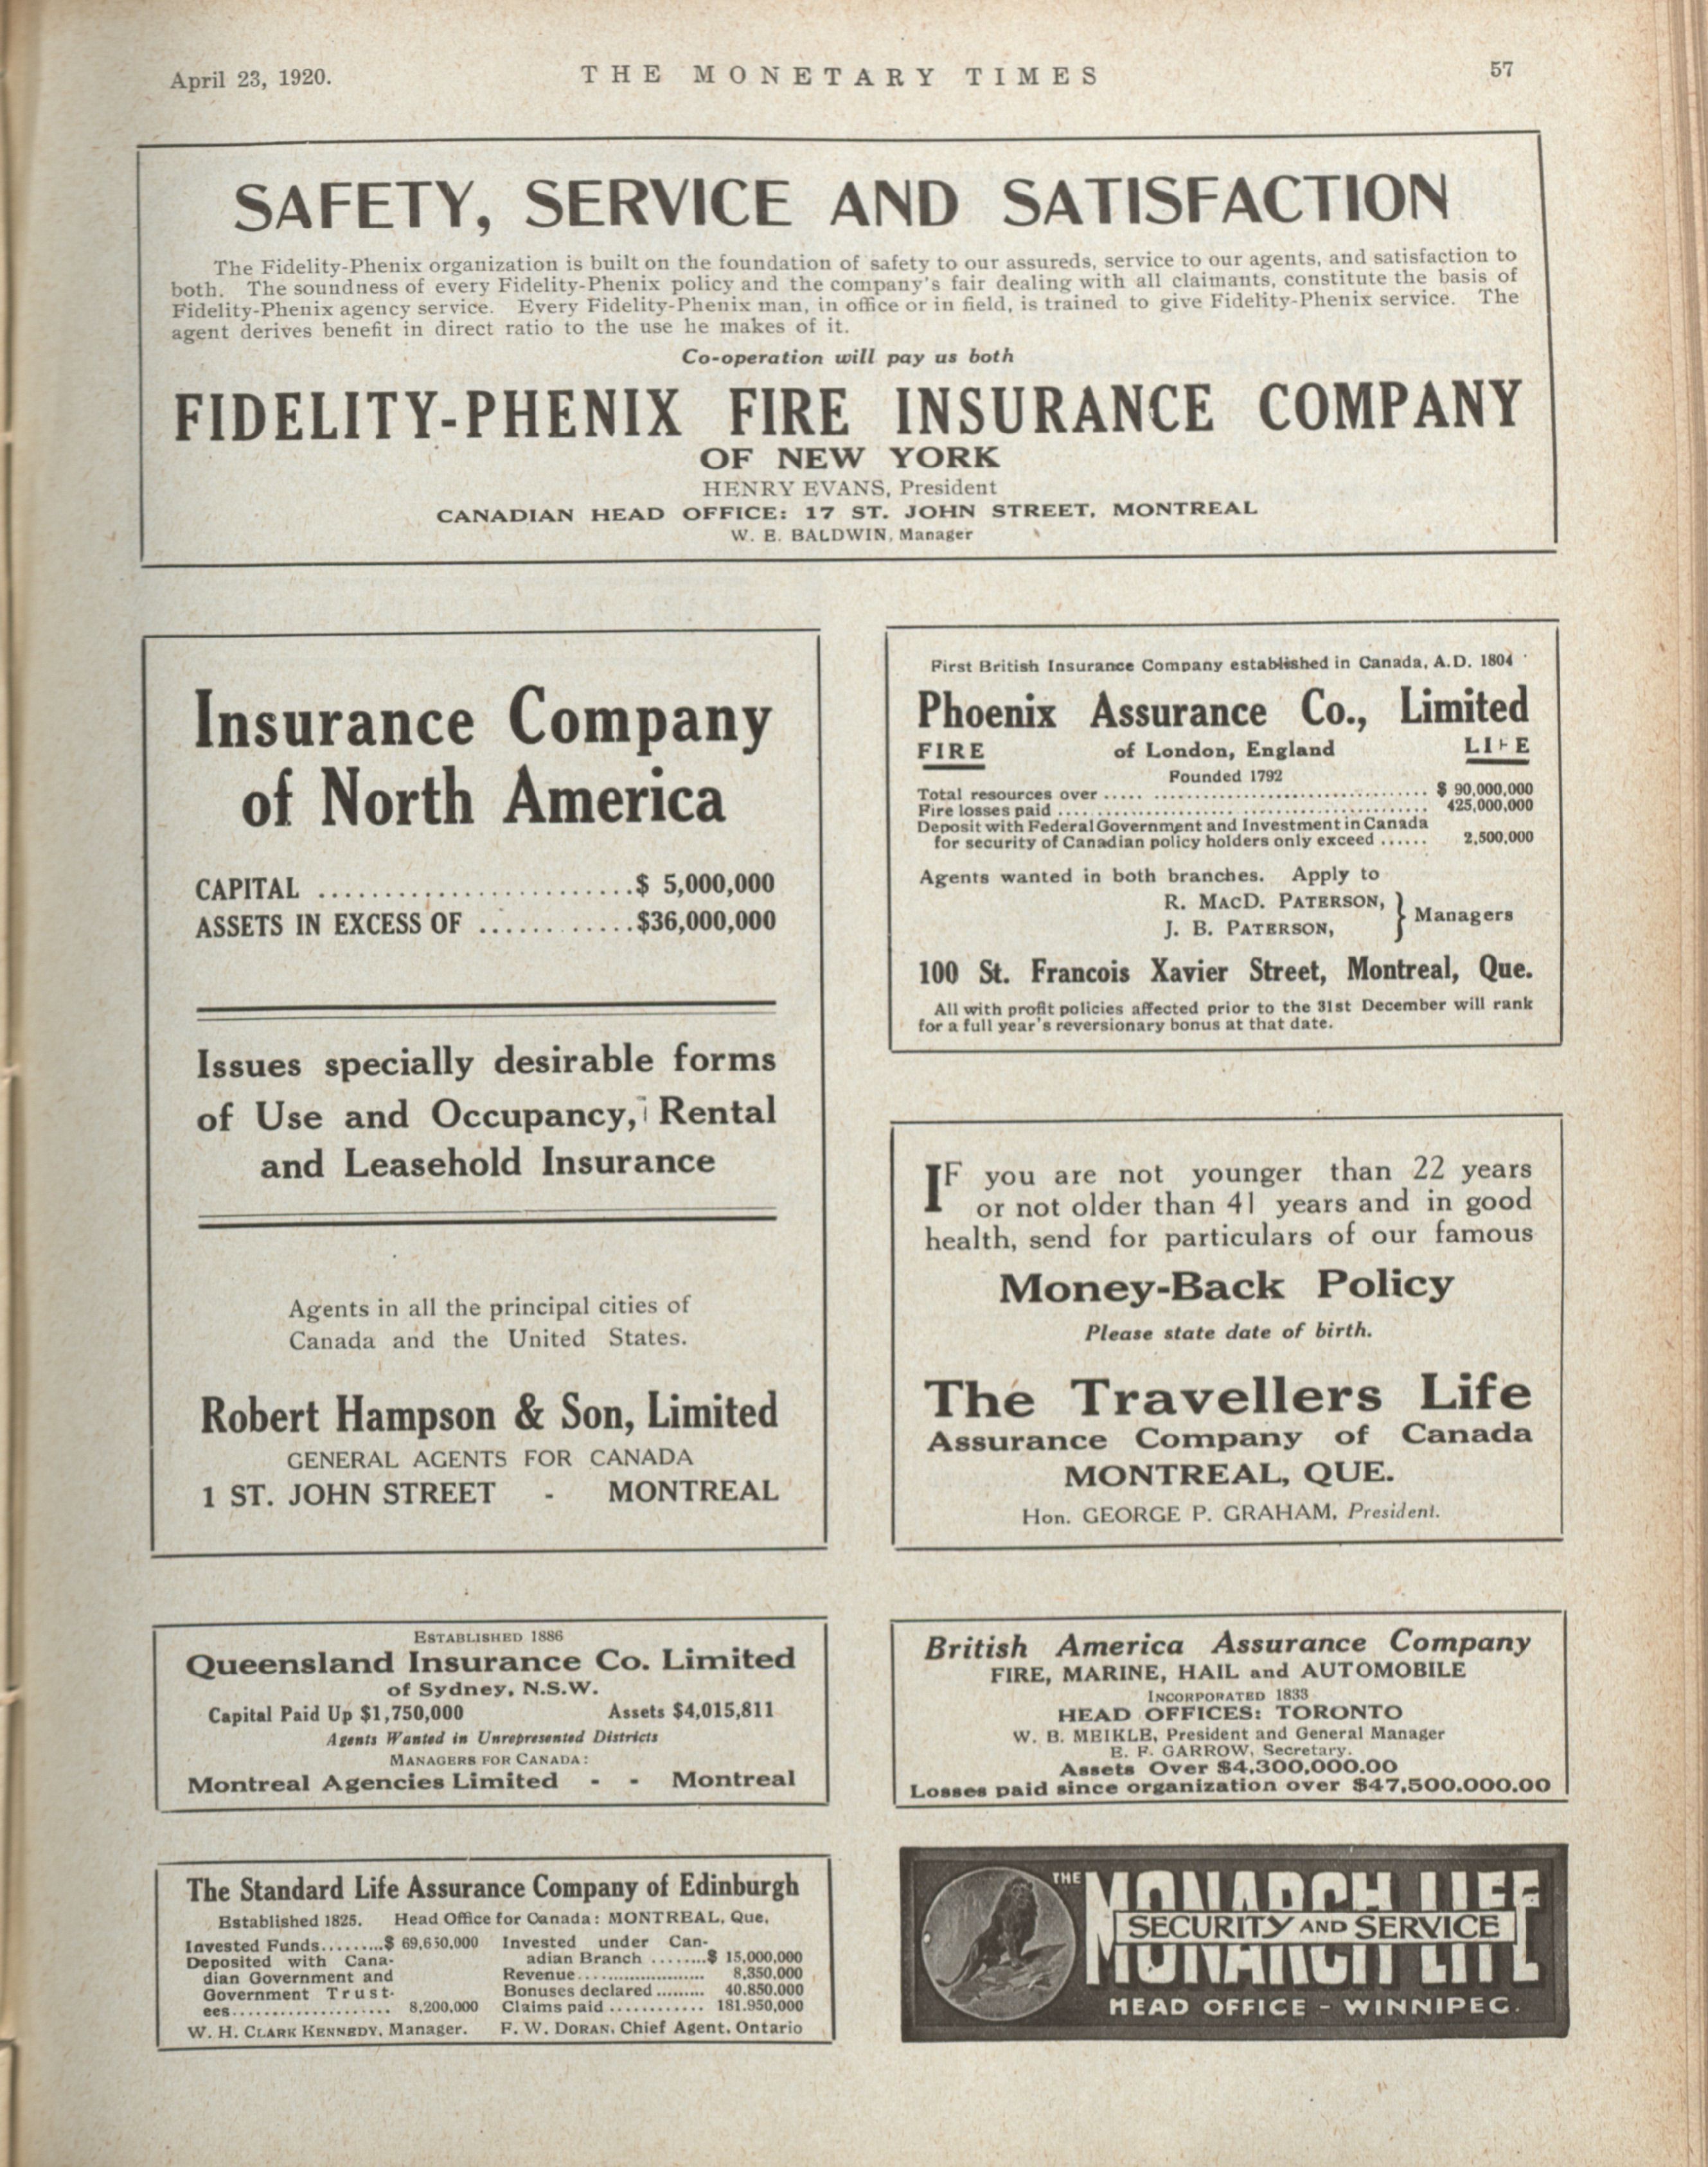 April 23, 1920.
THE MONETARY TIMES
57
SAFETY, SERVICE AND SATISFACTION
The Fidelity-Phenix organization is built on the foundation of safety to our assureds, service to our agents, and satisfaction to
both. The soundness of every Fidelity-Phenix policy and the company's fair dealing with all claimants, constitute the basis of
Fidelity-Phenix agency service. Every Fidelity-Phenix man, in office or in field, is trained to give Fidelity-Phenix service. The
agent derives benefit in direct ratio to the use he makes of it.
Co-operation will pay us both
FIDELITY-PHENIX FIRE INSURANCE COMPANY
OF NEW YORK
HENRY EVANS, President
CANADIAN HEAD OFFICE: 17 ST. JOHN STREET, MONTREAL
W. E. BALDWIN, Manager
Insurance Company
of North America
CAPITAL ........................$ 5,000,000
ASSETS IN EXCESS OF ............$36,000,000
Issues specially desirable forms
of Use and Occupancy, Rental
and Leasehold Insurance
Agents in all the principal cities of
Canada and the United States.
Robert Hampson & Son, Limited
GENERAL AGENTS FOR CANADA
1 ST. JOHN STREET - MONTREAL
First British Insurance Company established in Canada, A.D. 1804
Phoenix Assurance Co., Limited
FIRE of London, England LIFE
Founded 1792
Total resources over ..... ................................. $ 90,000,000
Fire losses paid ........................................ 425,000,000
Deposit with Federal Government and Investment in Canada
for security of Canadian policy holders only exceed ...... 2,500,000
Agents wanted in both branches. Apply to
R. MACD. PATERSON,
J. B. PATERSON, } Managers
100 St. Francois Xavier Street, Montreal, Que.
All with profit policies affected prior to the 31st December will rank
for a full year's reversionary bonus at that date.
IF you are not younger than 22 years
or not older than 41 years and in good
health, send for particulars of our famous
Money-Back Policy
Please state date of birth.
The Travellers Life
Assurance Company of Canada
MONTREAL, QUE.
Hon. GEORGE P. GRAHAM, President.
ESTABLISHED 1886
Queensland Insurance Co. Limited
of Sydney, N.S.W.
Capital Paid Up $1,750,000 Assets $4,015,811
Agents Wanted in Unrepresented Districts
MANAGERS FOR CANADA:
Montreal Agencies Limited - - Montreal
British America Assurance Company
FIRE, MARINE, HAIL and AUTOMOBILE
INCORPORATED 1833
HEAD OFFICES: TORONTO
W. B. MEIKLE, President and General Manager
E. F. GARROW, Secretary.
Assets Over $4,300,000.00
Losses paid since organization over $47,500,000.00
The Standard Life Assurance Company of Edinburgh
Established 1825. Head Office for Canada: MONTREAL, Que,
Invested Funds.........$ 69,650,000
Deposited with Cana-
dian Government and
Government Trust-
ees................... 8,200,000
Invested under Can-
adian Branch ........$ 15,000,000
Revenue...................... 8,350,000
Bonuses declared ......... 40,850,000
Claims paid ............ 181,950,000
W. H. CLARK KENNEDY, Manager. F. W. DORAN, Chief Agent, Ontario
THE MONARCH LIFE
SECURITY AND SERVICE
MONARCH LIFE
HEAD OFFICE - WINNIPEG.